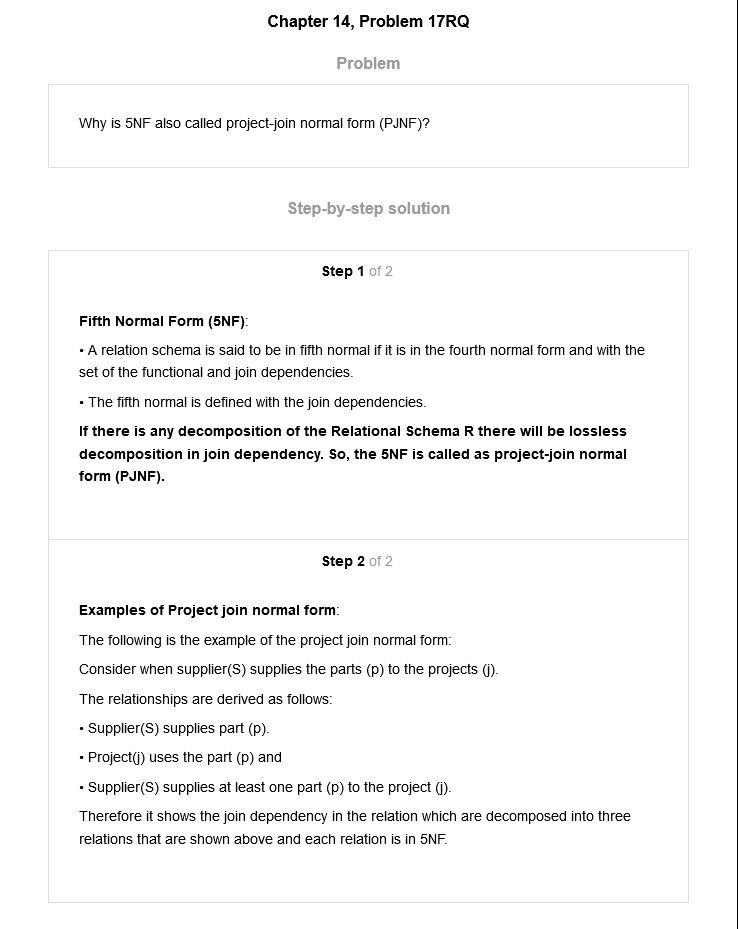 Chapter 14, Problem 17RQ
Problem
Why is 5NF also called project-join normal form (PJNF)?
Step-by-step solution
Step 1 of 2
Fifth Normal Form (5NF):
• A relation schema is said to be in fifth normal if it is in the fourth normal form and with the
set of the functional and join dependencies.
• The fifth normal is defined with the join dependencies.
If there is any decomposition of the Relational Schema R there will be lossless
decomposition in join dependency. So, the 5NF is called as project-join normal
form (PJNF).
Step 2 of 2
Examples of Project join normal form:
The following is the example of the project join normal form:
Consider when supplier(S) supplies the parts (p) to the projects (j).
The relationships are derived as follows:
• Supplier(S) supplies part (p).
• Project(j) uses the part (p) and
• Supplier(S) supplies at least one part (p) to the project (j).
Therefore it shows the join dependency in the relation which are decomposed into three
relations that are shown above and each relation is in 5NF.